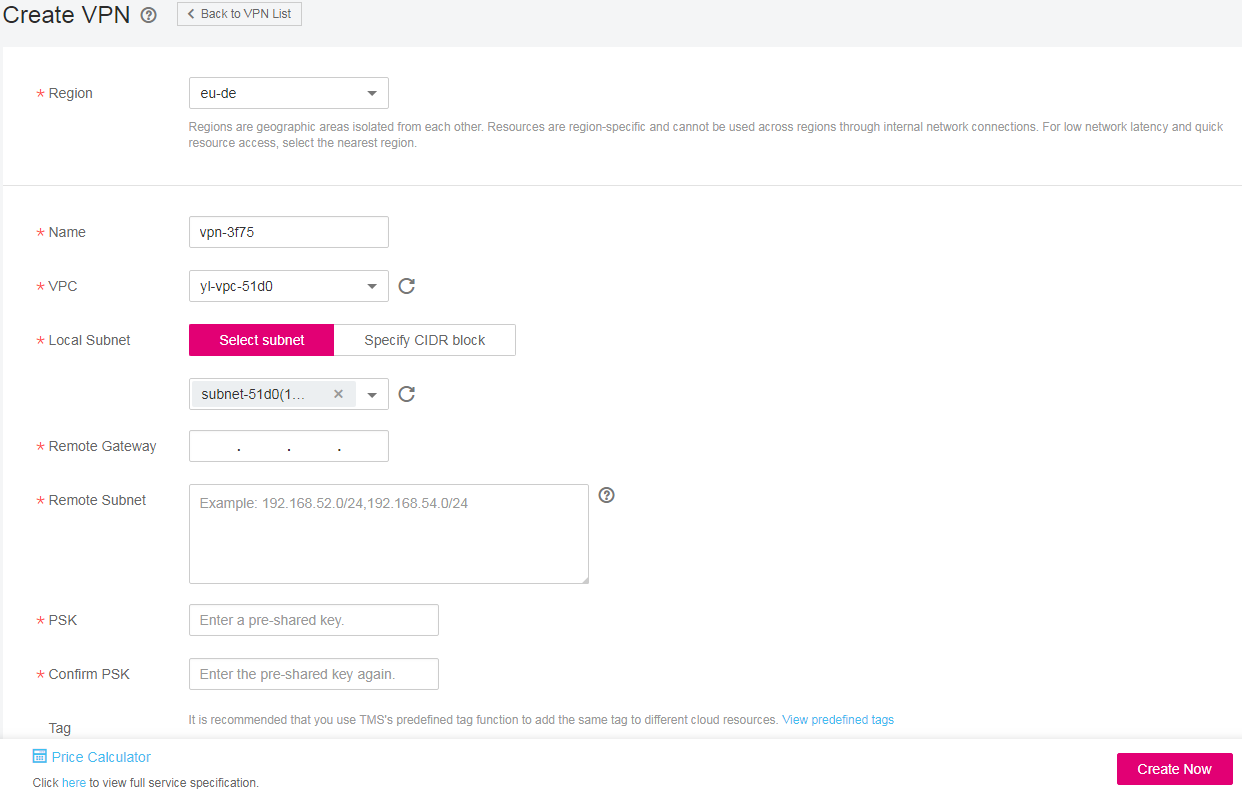 Create VPN
Back to VPN List
* Region
eu-de
Regions are geographic areas isolated from each other. Resources are region-specific and cannot be used across regions through internal network connections. For low network latency and quick
resource access, select the nearest region.
* Name
vpn-3f75
* VPC
yl-vpc-51d0
* Local Subnet
Select subnet
Specify CIDR block
subnet-51d0(1...
* Remote Gateway
. . .
* Remote Subnet
Example: 192.168.52.0/24,192.168.54.0/24
* PSK
Enter a pre-shared key.
* Confirm PSK
Enter the pre-shared key again.
Tag
It is recommended that you use TMS's predefined tag function to add the same tag to different cloud resources. View predefined tags
Price Calculator
Click here to view full service specification.
Create Now